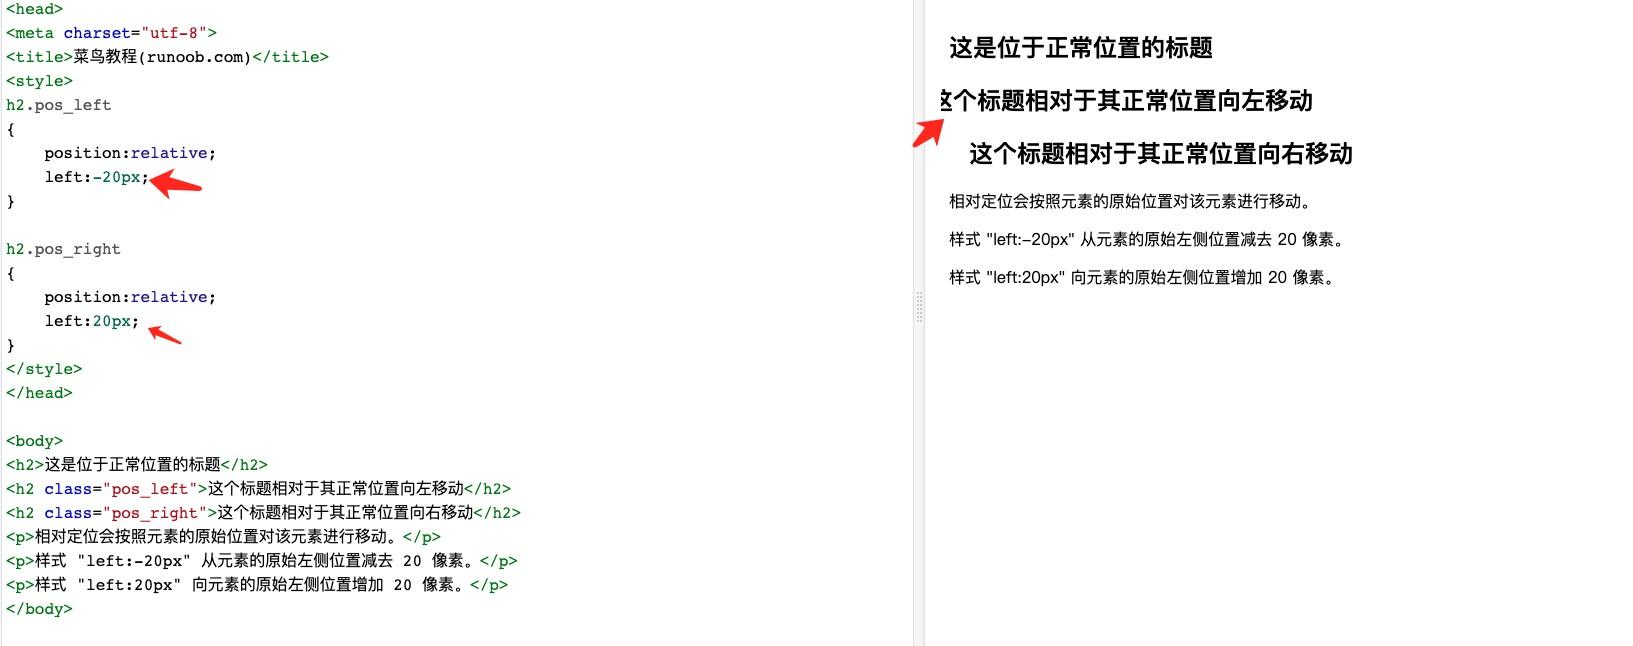 <head>
<meta charset="utf-8">
<title>菜鸟教程(runoob.com)</title>
<style>
h2.pos_left
{
    position:relative;
    left:-20px;
}
h2.pos_right
{
    position:relative;
    left:20px;
}
</style>
</head>
<body>
<h2>这是位于正常位置的标题</h2>
<h2 class="pos_left">这个标题相对于其正常位置向左移动</h2>
<h2 class="pos_right">这个标题相对于其正常位置向右移动</h2>
<p>相对定位会按照元素的原始位置对该元素进行移动。</p>
<p>样式 "left:-20px" 从元素的原始左侧位置减去 20 像素。</p>
<p>样式 "left:20px" 向元素的原始左侧位置增加 20 像素。</p>
</body>
这是位于正常位置的标题
这个标题相对于其正常位置向左移动
这个标题相对于其正常位置向右移动
相对定位会按照元素的原始位置对该元素进行移动。
样式 "left:–20px" 从元素的原始左侧位置减去 20 像素。
样式 "left:20px" 向元素的原始左侧位置增加 20 像素。